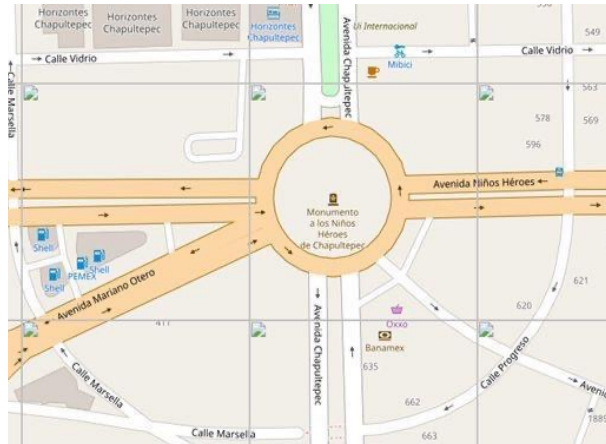 Horizontes
Chapultepec
Horizontes
Chapultepec
Horizontes
Chapultepec
Avenida Chapultepec
Ui Internacional
549
Calle Vidrio
Mibici
Calle Vidrio
Calle Marsella
563
578
569
596
Avenida Niños Héroes
Monumento
a los Niños
Héroes
de Chapultepec
Shell
Shell
PEMEX
Shell
Avenida Mariano Otero
411
Avenida Chapultepec
621
620
Oxxo
Banamex
635
Calle Progreso
Calle Marsella
662
Avenid
Calle Marsella
663
1889